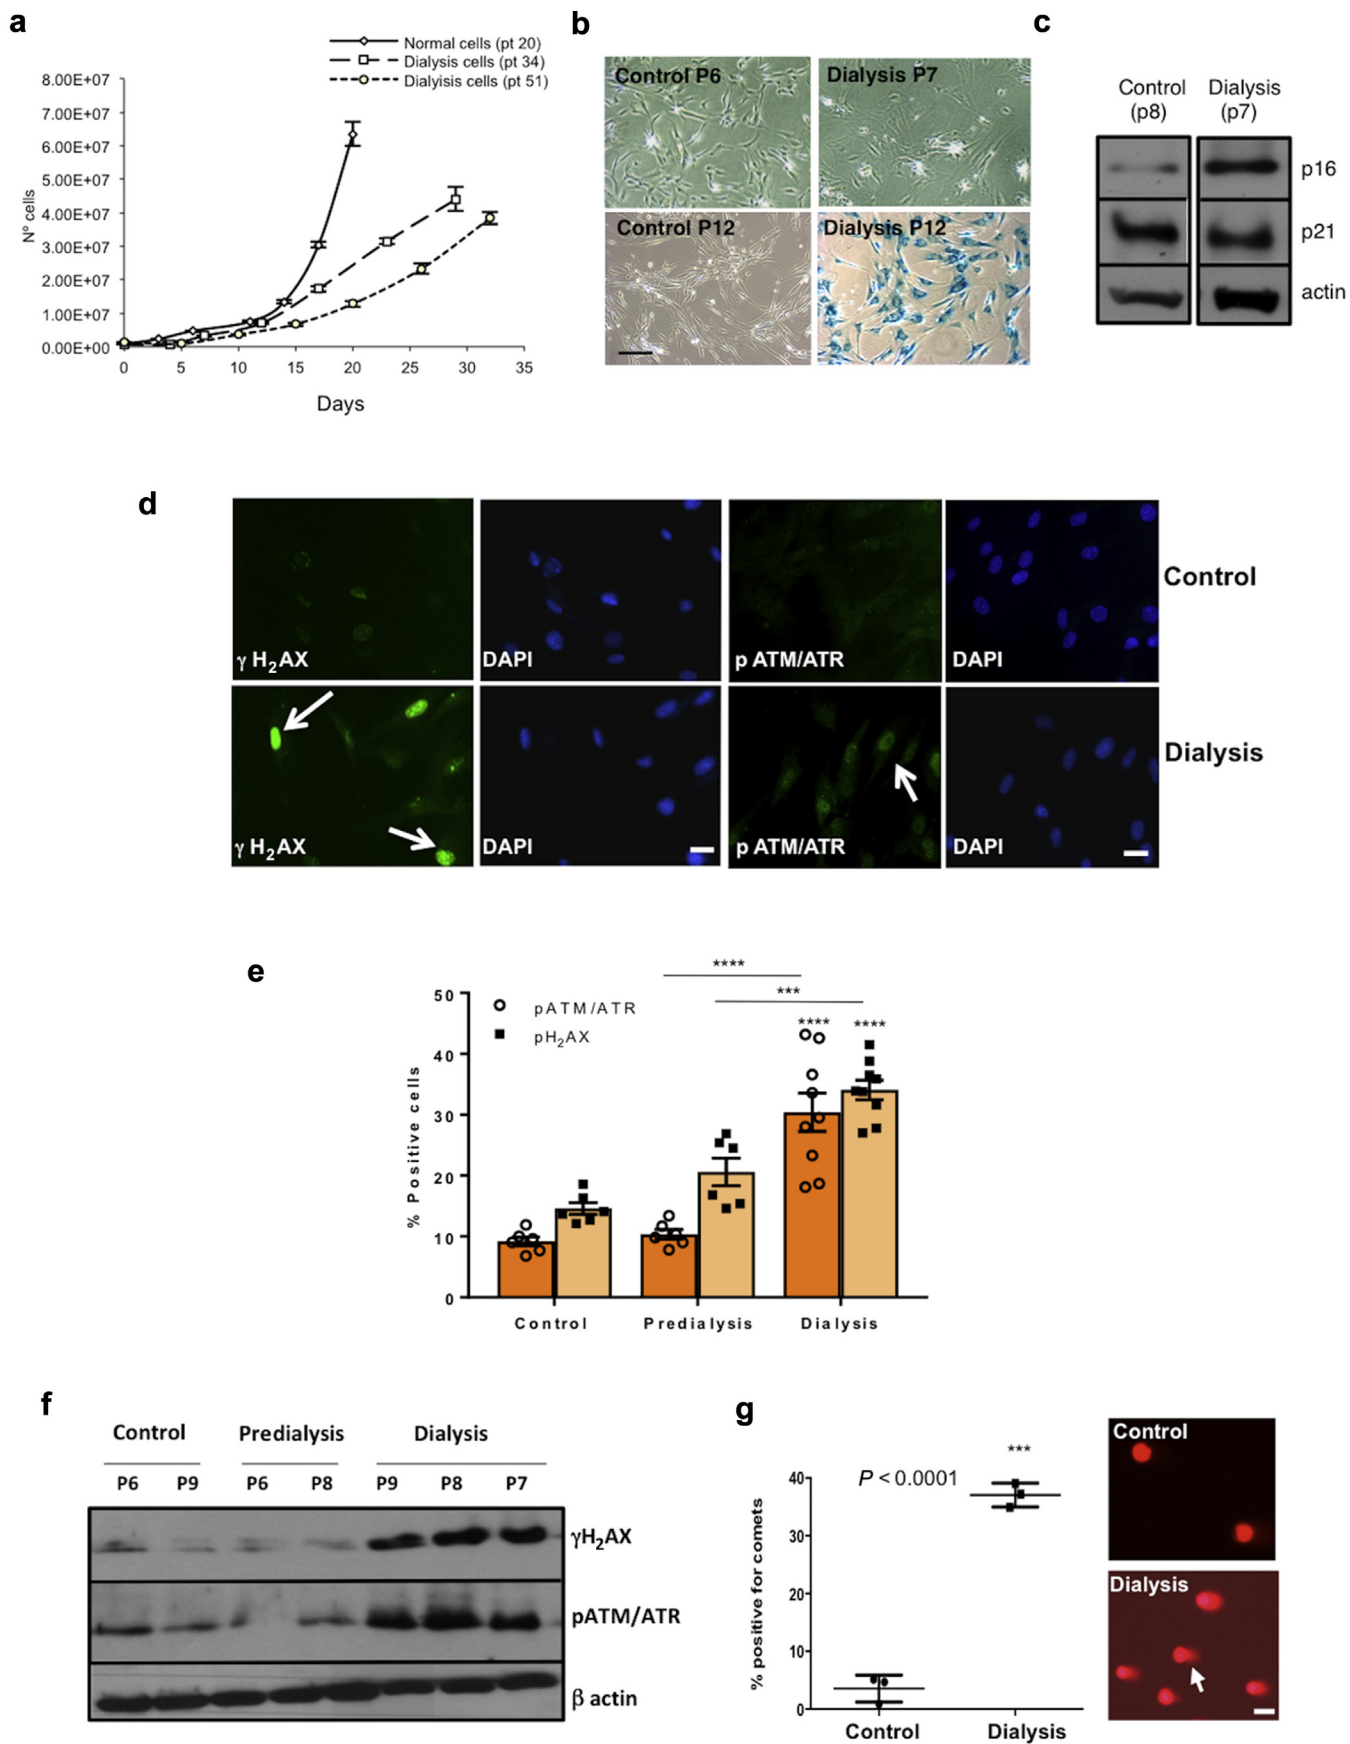 a
Normal cells (pt 20)
Dialysis cells (pt 34)
Dialyisis cells (pt 51)
8.00E+07
7.00E+07
6.00E+07
5.00E+07
4.00E+07
3.00E+07
2.00E+07
1.00E+07
0.00E+00
Nº cells
0 5 10 15 20 25 30 35
Days
b
Control P6
Dialysis P7
Control P12
Dialysis P12
c
Control (p8)
Dialysis (p7)
p16
p21
actin
d
γ H2AX
DAPI
p ATM/ATR
DAPI
Control
γ H2AX
DAPI
p ATM/ATR
DAPI
Dialysis
e
****
***
**** ****
pATM/ATR
pH2AX
50
40
30
20
10
0
% Positive cells
Control Predialysis Dialysis
f
Control Predialysis Dialysis
P6 P9 P6 P8 P9 P8 P7
γH2AX
pATM/ATR
β actin
g
***
P < 0.0001
40
30
20
10
0
% positive for comets
Control Dialysis
Control
Dialysis